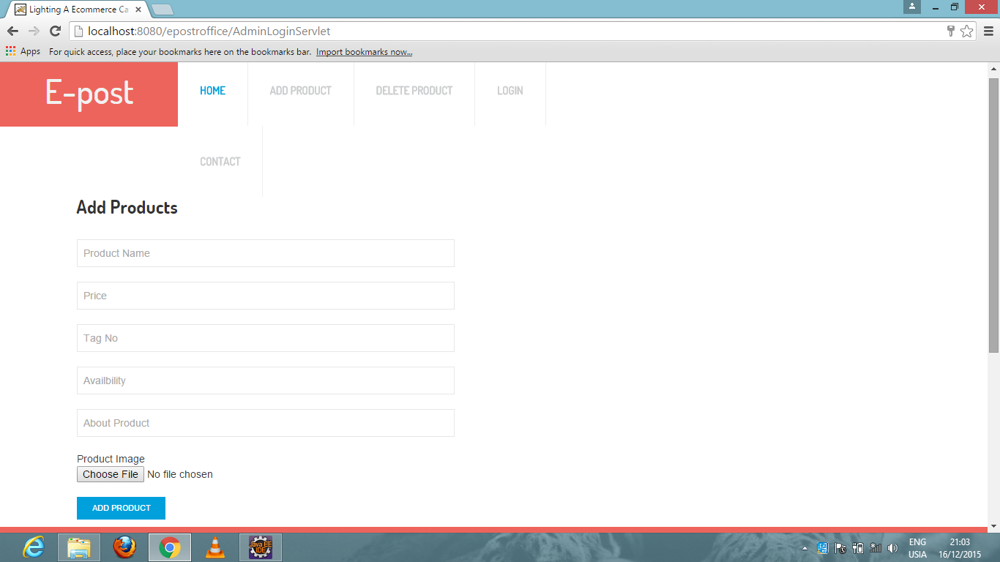 Lighting A Ecommerce Ca
localhost:8080/epostroffice/AdminLoginServlet
Apps For quick access, place your bookmarks here on the bookmarks bar. Import bookmarks now...
E-post HOME ADD PRODUCT DELETE PRODUCT LOGIN
CONTACT
Add Products
Product Name
Price
Tag No
Availbility
About Product
Product Image
Choose File No file chosen
ADD PRODUCT
Java EE
IDE
ENG 21:03
USIA 16/12/2015